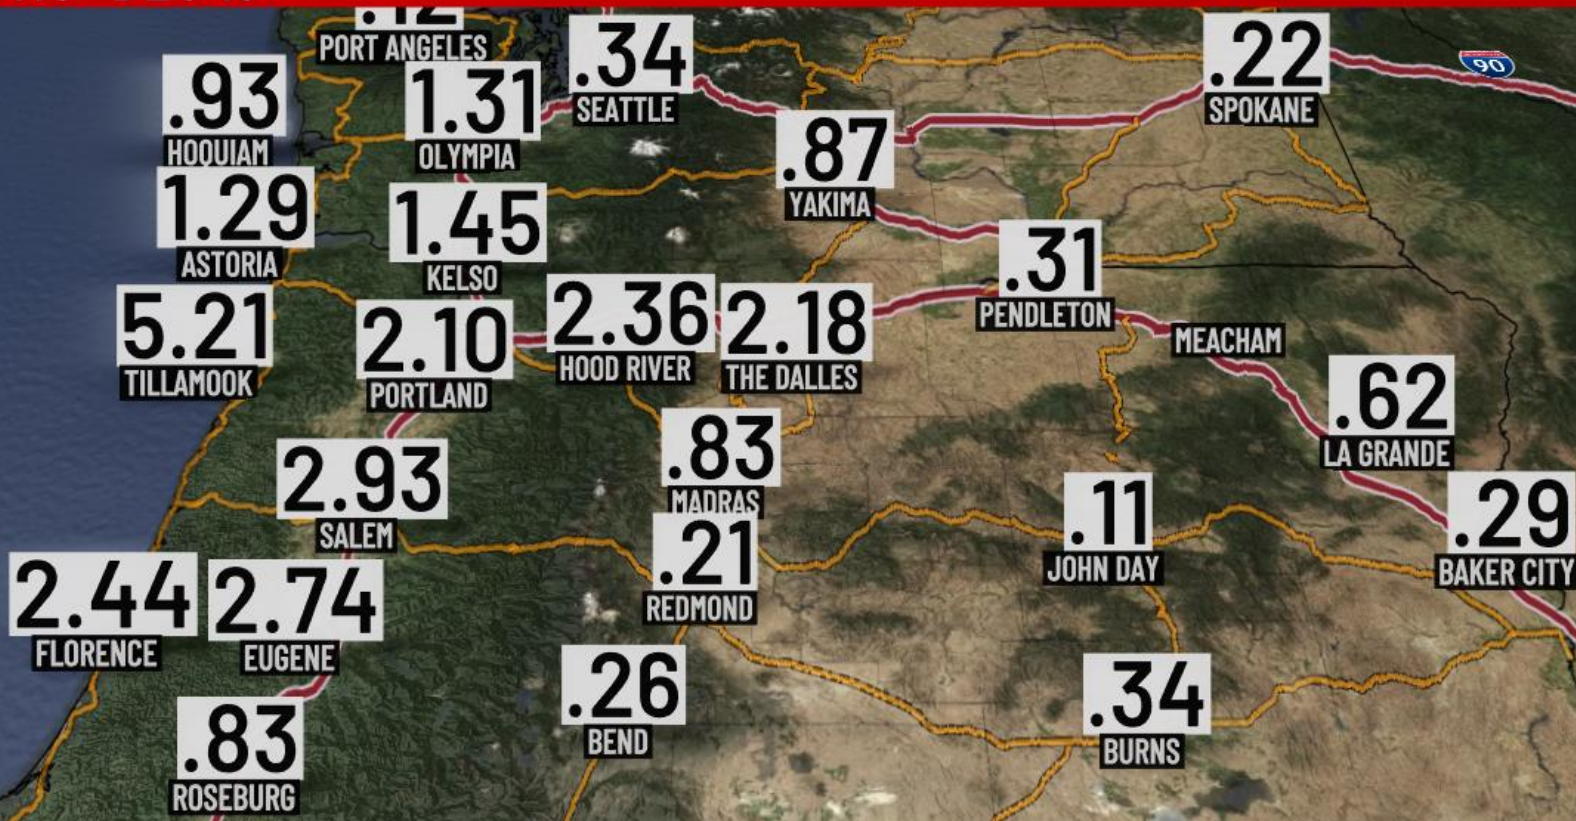 .12
PORT ANGELES
.34
SEATTLE
.22
SPOKANE
90
.93
HOQUIAM
1.31
OLYMPIA
.87
YAKIMA
1.29
ASTORIA
1.45
KELSO
.31
PENDLETON
5.21
TILLAMOOK
2.10
PORTLAND
2.36
HOOD RIVER
2.18
THE DALLES
MEACHAM
.62
LA GRANDE
2.93
SALEM
.83
MADRAS
.11
JOHN DAY
.29
BAKER CITY
.21
REDMOND
2.44
FLORENCE
2.74
EUGENE
.26
BEND
.34
BURNS
.83
ROSEBURG